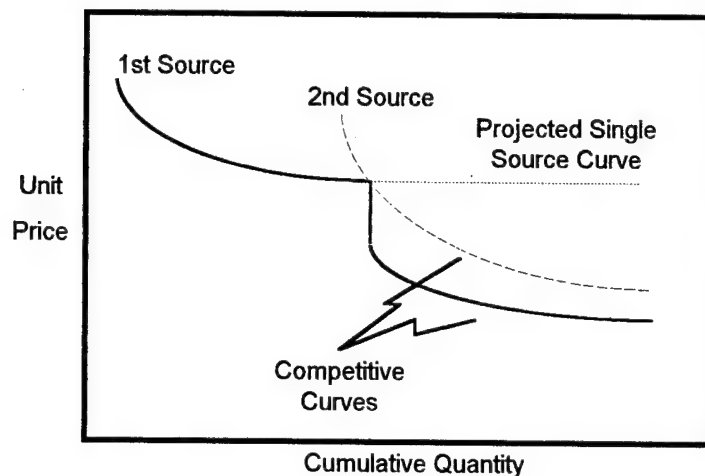 1st Source
2nd Source
Projected Single
Source Curve
Unit
Price
Competitive
Curves
Cumulative Quantity